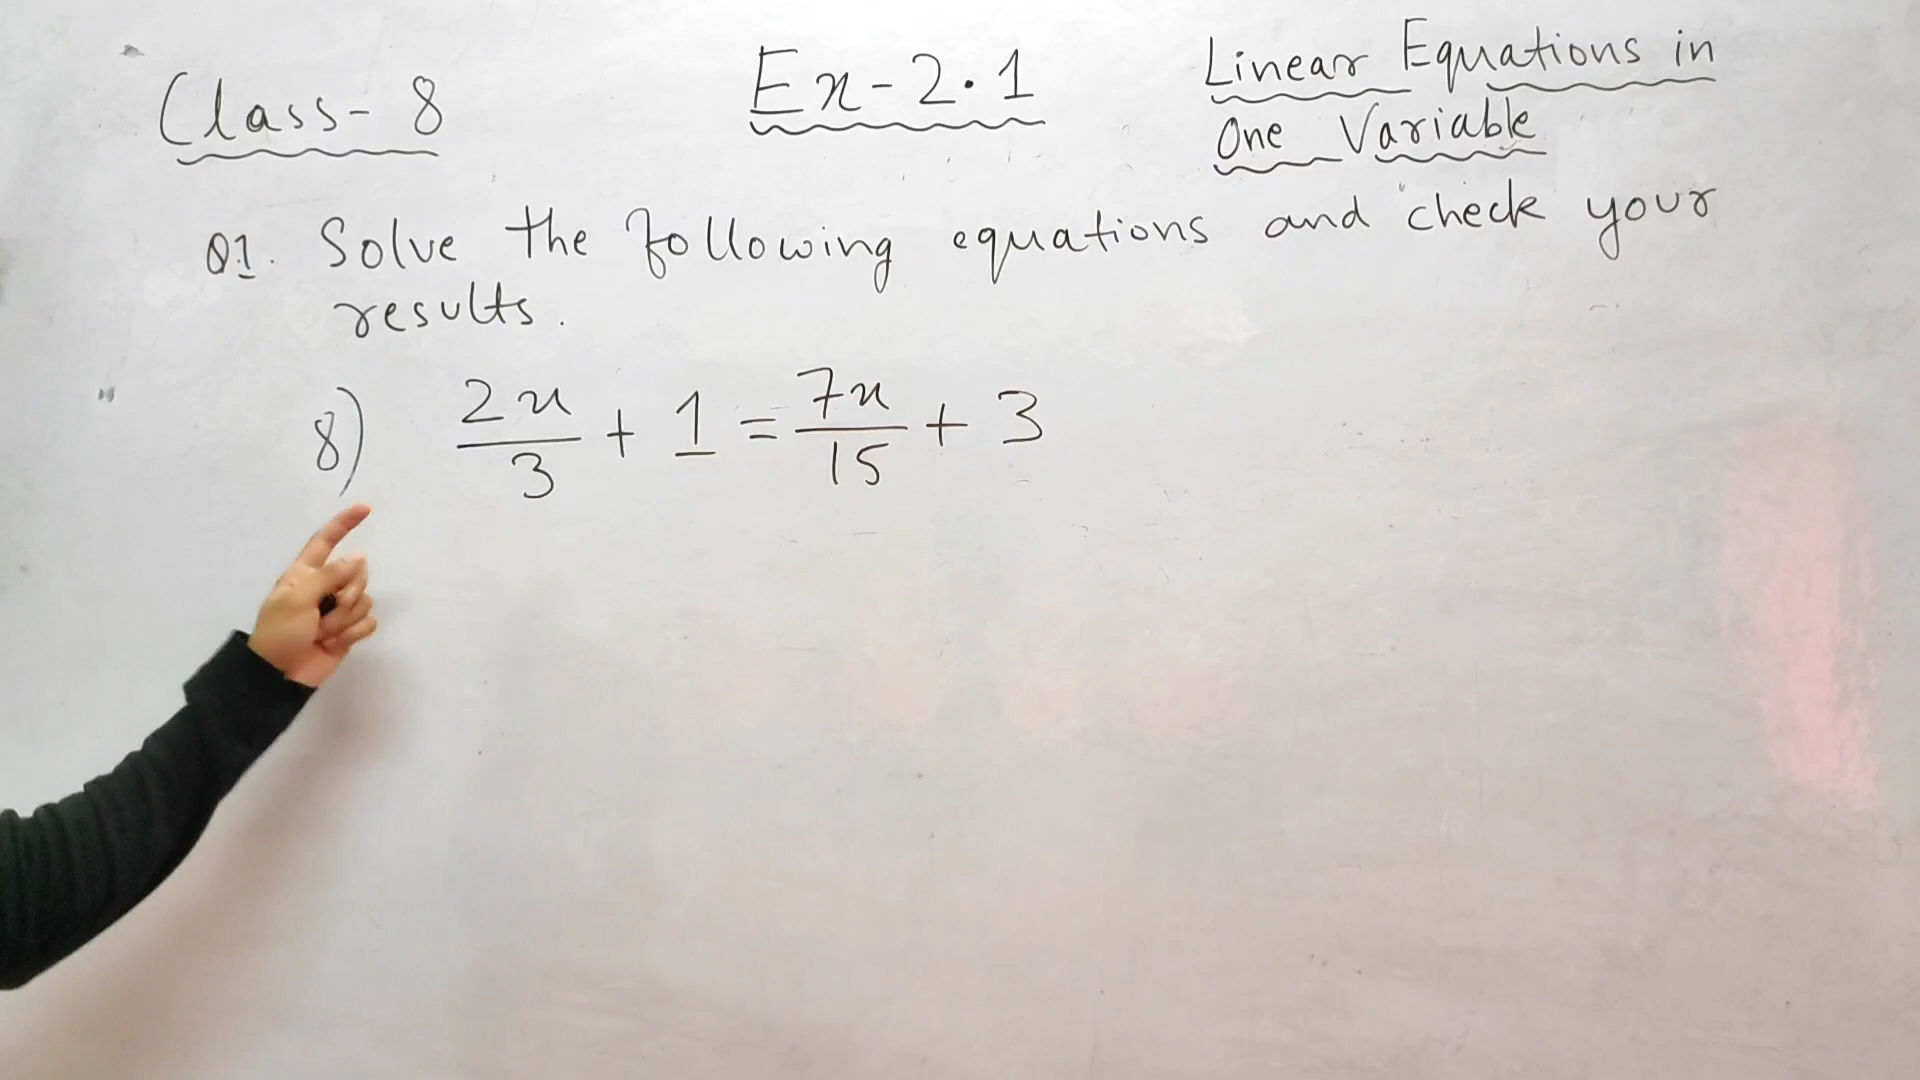 Class- 8
Ex-2.1
Linear Equations in
One Variable
Q1. Solve the following equations and check your
results.
8) 2x/3 + 1 = 7x/15 + 3